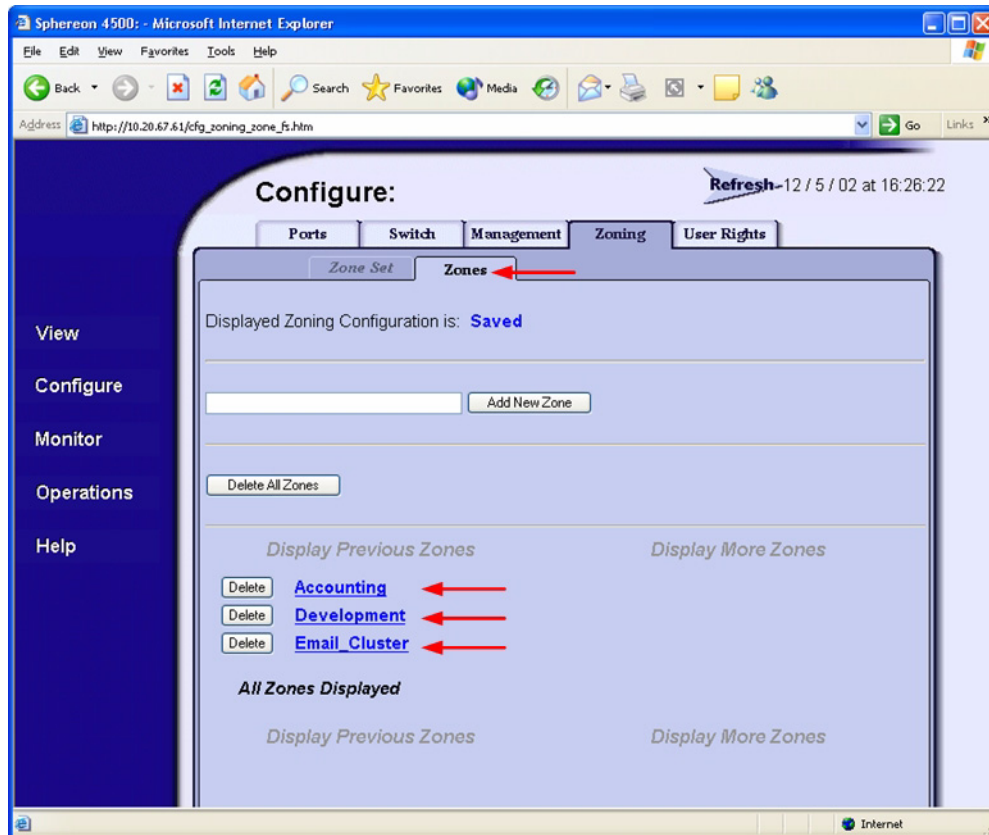 Sphereon 4500: - Microsoft Internet Explorer
File Edit View Favorites Tools Help
Back Search Favorites Media
Address http://10.20.67.61/cfg_zoning_zone_fs.htm Go Links »
Configure: Refresh-12 / 5 / 02 at 16:26:22
Ports Switch Management Zoning User Rights
Zone Set Zones
Displayed Zoning Configuration is: Saved
View
Configure
Add New Zone
Monitor
Operations
Delete All Zones
Help
Display Previous Zones Display More Zones
Delete Accounting
Delete Development
Delete Email_Cluster
All Zones Displayed
Display Previous Zones Display More Zones
Internet